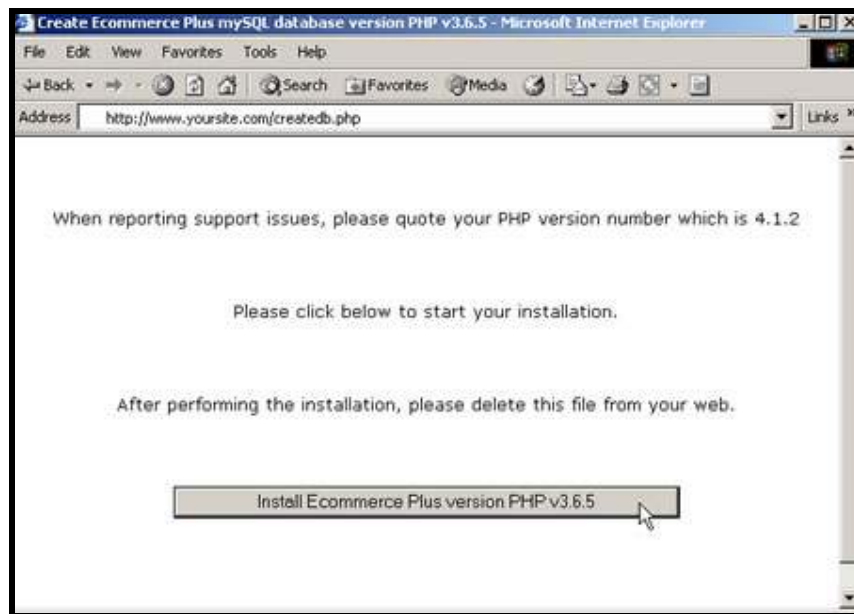 Create Ecommerce Plus mySQL database version PHP v3.6.5 - Microsoft Internet Explorer
File Edit View Favorites Tools Help
Back Search Favorites Media
Address http://www.yoursite.com/createdb.php Links »
When reporting support issues, please quote your PHP version number which is 4.1.2
Please click below to start your installation.
After performing the installation, please delete this file from your web.
Install Ecommerce Plus version PHP v3.6.5